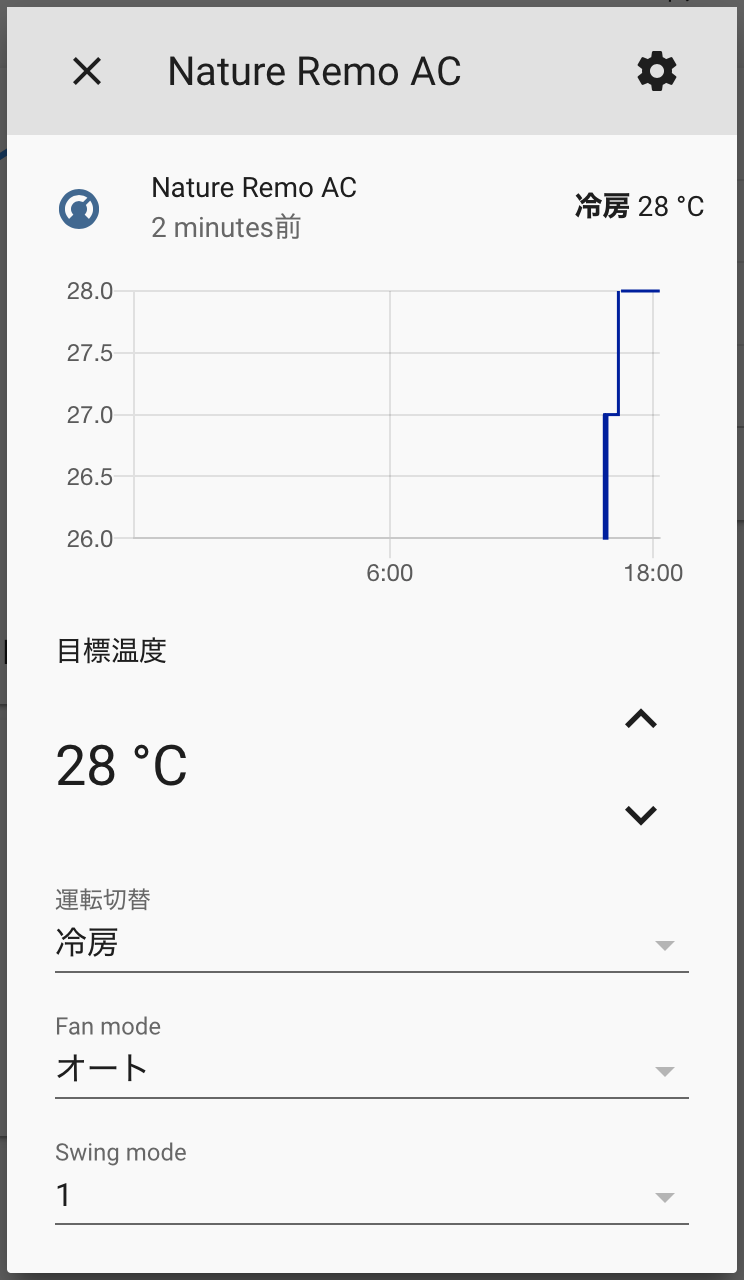 Nature Remo AC
Nature Remo AC
2 minutes前
冷房 28 °C
28.0
27.5
27.0
26.5
26.0
6:00
18:00
目標温度
28 °C
運転切替
冷房
Fan mode
オート
Swing mode
1